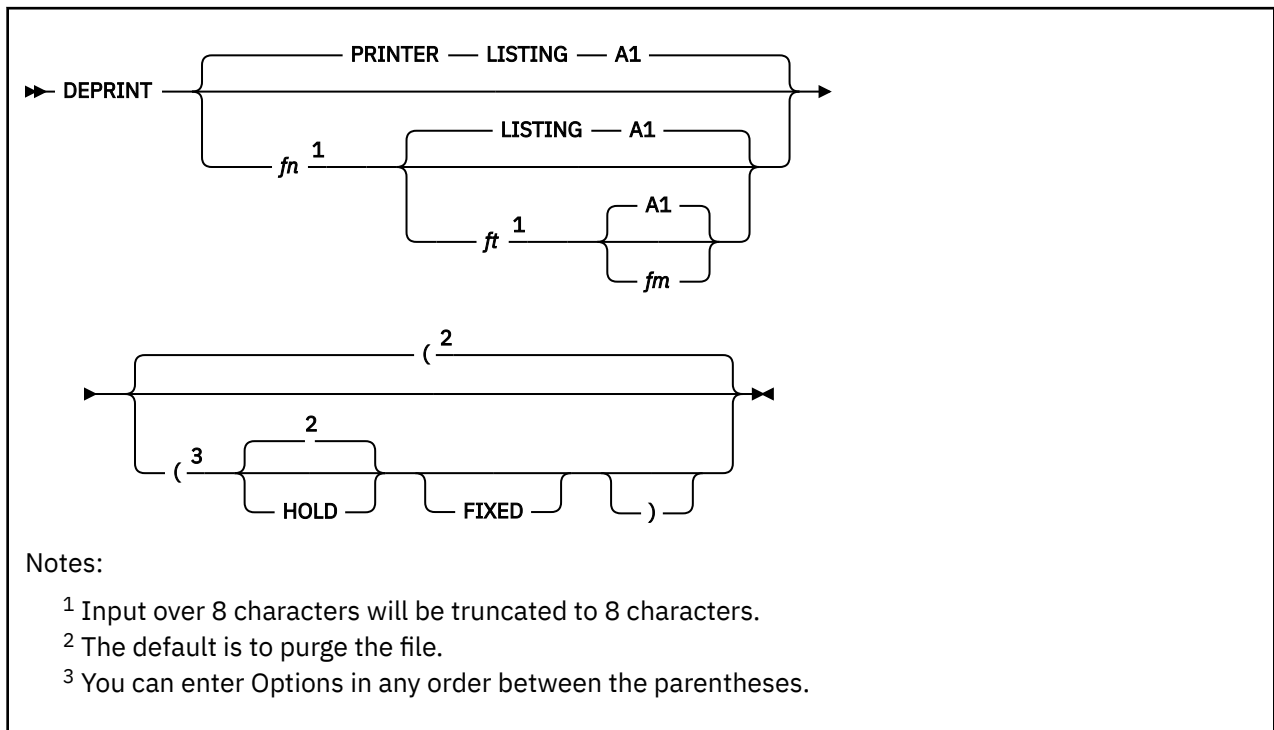 PRINTER LISTING A1
DEPRINT
LISTING A1
fn 1
A1
ft 1
fm
( 2
2
( 3
HOLD FIXED )
Notes:
1 Input over 8 characters will be truncated to 8 characters.
2 The default is to purge the file.
3 You can enter Options in any order between the parentheses.